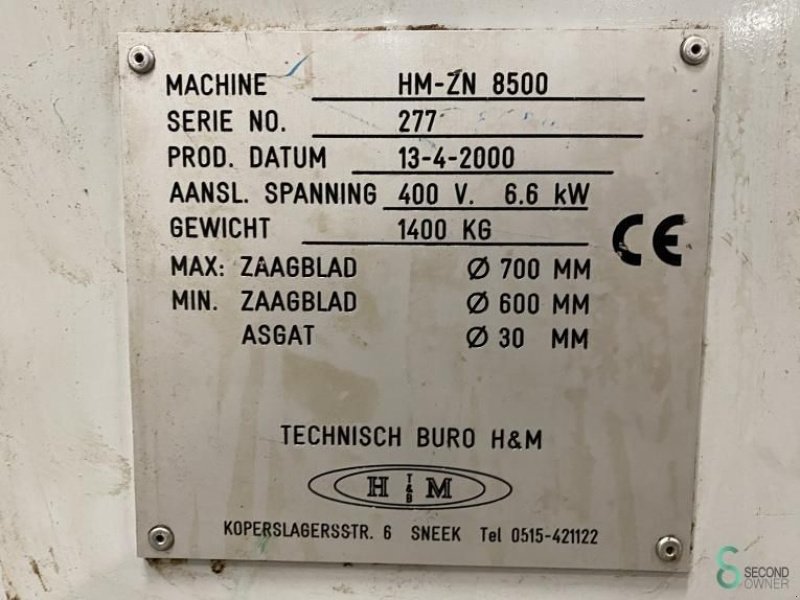 MACHINE HM-ZN 8500
SERIE NO. 277
PROD. DATUM 13-4-2000
AANSL. SPANNING 400 V. 6.6 kW
GEWICHT 1400 KG
CE
MAX: ZAAGBLAD Ø 700 MM
MIN. ZAAGBLAD Ø 600 MM
ASGAT Ø 30 MM
TECHNISCH BURO H&M
H T&B M
KOPERSLAGERSSTR. 6 SNEEK Tel 0515-421122
SECOND
OWNER